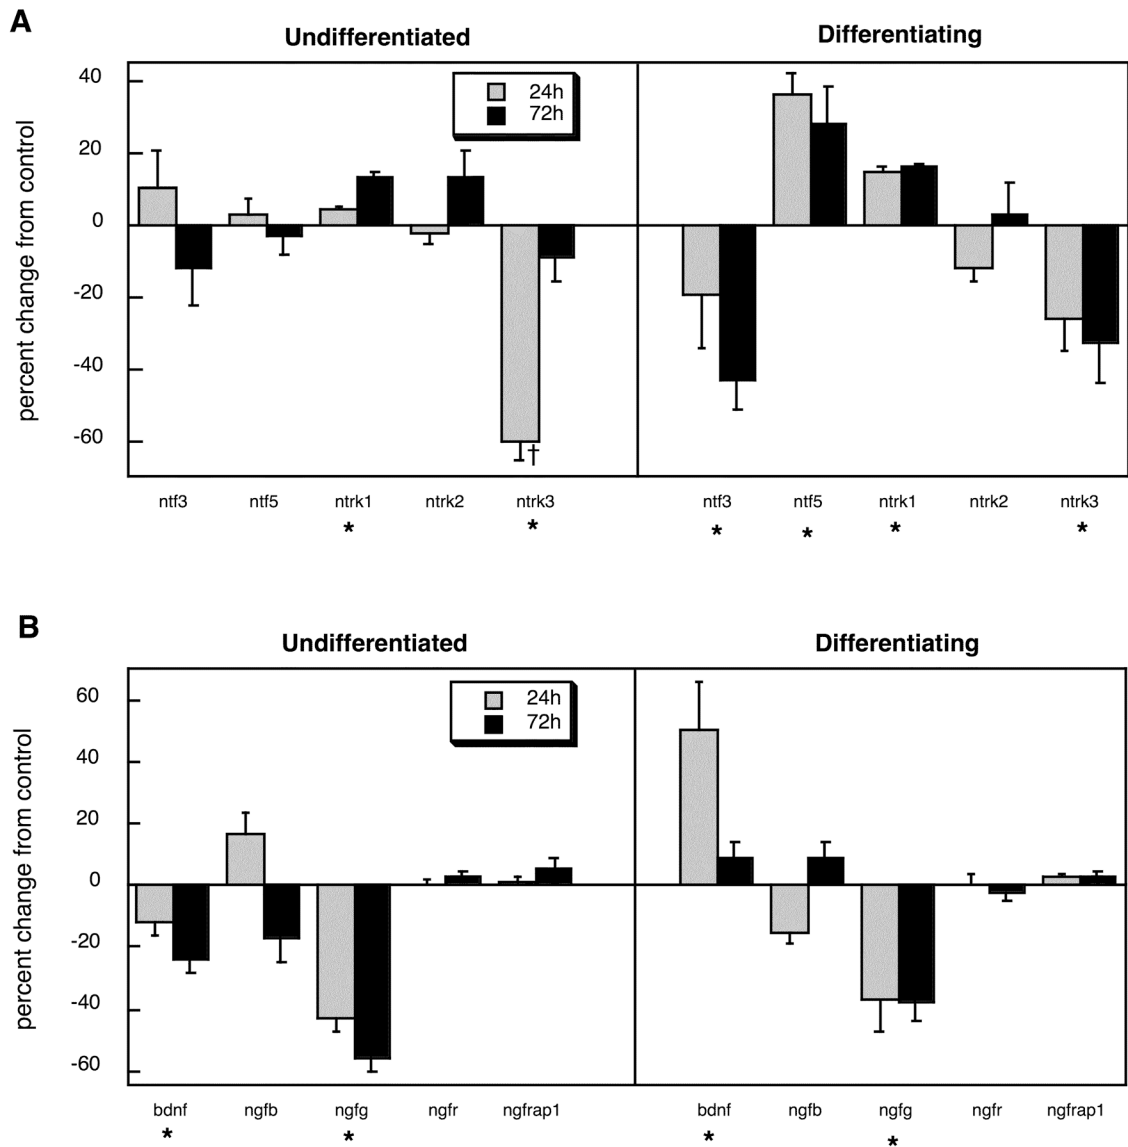 A
Undifferentiated
Differentiating
percent change from control
40
20
0
-20
-40
-60
24h
72h
†
ntf3 ntf5 ntrk1 ntrk2 ntrk3 ntf3 ntf5 ntrk1 ntrk2 ntrk3
* * * * * *
B
Undifferentiated
Differentiating
percent change from control
60
40
20
0
-20
-40
-60
24h
72h
bdnf ngfb ngfg ngfr ngfrap1 bdnf ngfb ngfg ngfr ngfrap1
* * * *